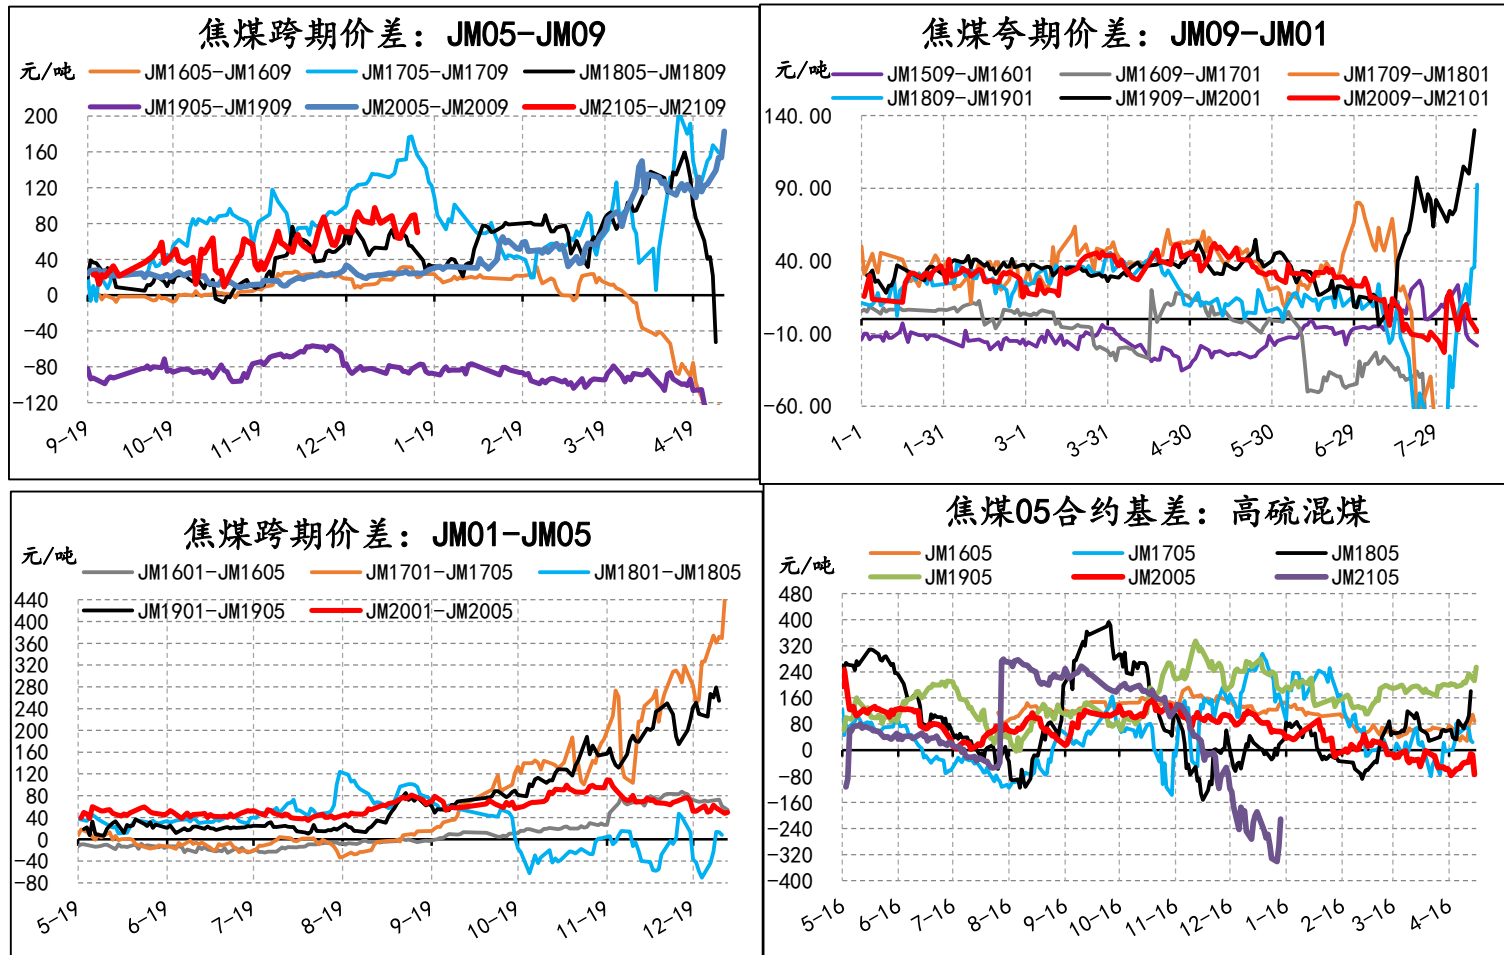 焦煤跨期价差：JM05-JM09
元/吨
JM1605-JM1609 JM1705-JM1709 JM1805-JM1809
JM1905-JM1909 JM2005-JM2009 JM2105-JM2109
200
160
120
80
40
0
-40
-80
-120
9-19 10-19 11-19 12-19 1-19 2-19 3-19 4-19
焦煤夸期价差：JM09-JM01
元/吨
JM1509-JM1601 JM1609-JM1701 JM1709-JM1801
JM1809-JM1901 JM1909-JM2001 JM2009-JM2101
140.00
90.00
40.00
-10.00
-60.00
1-1 1-31 3-1 3-31 4-30 5-30 6-29 7-29
焦煤跨期价差：JM01-JM05
元/吨
JM1601-JM1605 JM1701-JM1705 JM1801-JM1805
JM1901-JM1905 JM2001-JM2005
440
400
360
320
280
240
200
160
120
80
40
0
-40
-80
5-19 6-19 7-19 8-19 9-19 10-19 11-19 12-19
焦煤05合约基差：高硫混煤
元/吨
JM1605 JM1705 JM1805
JM1905 JM2005 JM2105
480
400
320
240
160
80
0
-80
-160
-240
-320
-400
5-16 6-16 7-16 8-16 9-16 10-16 11-16 12-16 1-16 2-16 3-16 4-16